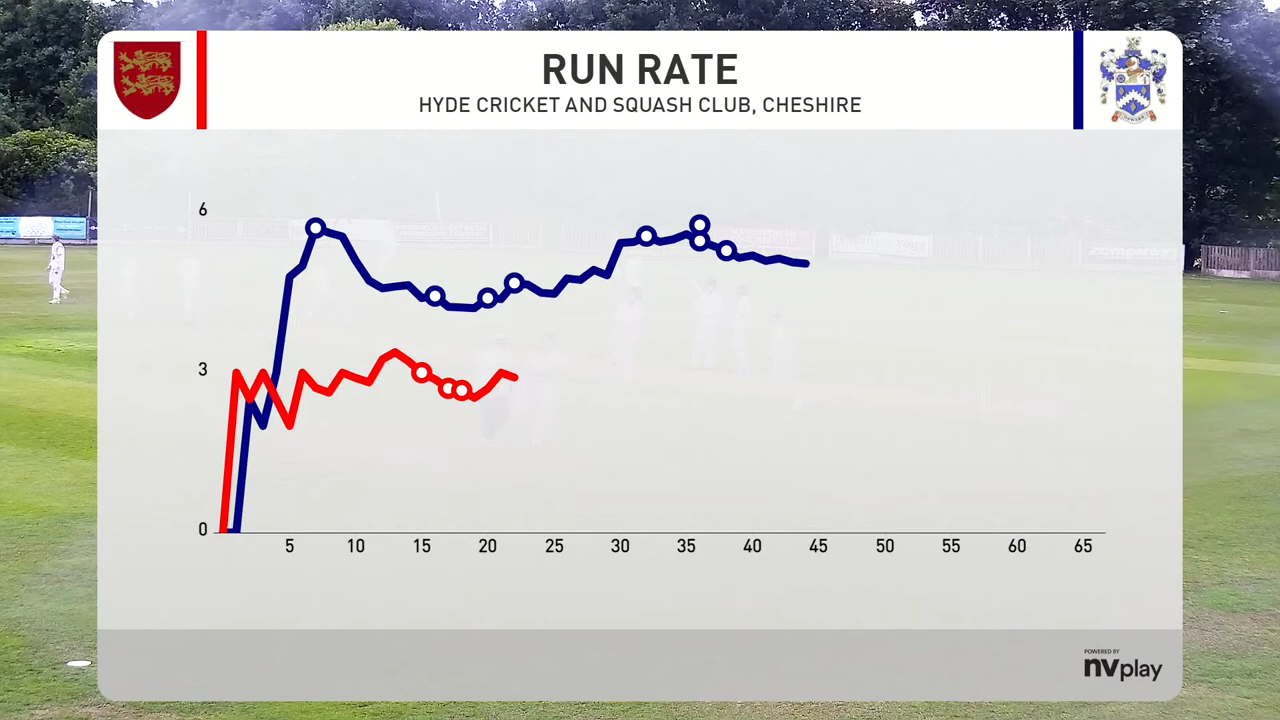 RUN RATE
HYDE CRICKET AND SQUASH CLUB, CHESHIRE
6
3
0
5 10 15 20 25 30 35 40 45 50 55 60 65
POWERED BY
nvplay